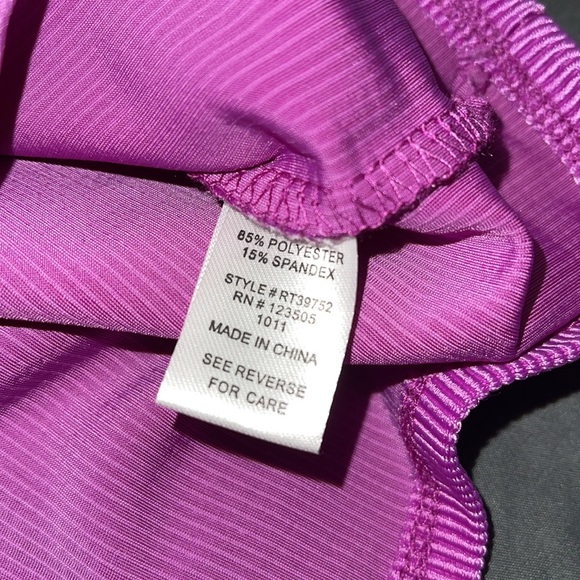 85% POLYESTER
15% SPANDEX
STYLE # RT39752
RN # 123505
1011
MADE IN CHINA
SEE REVERSE
FOR CARE